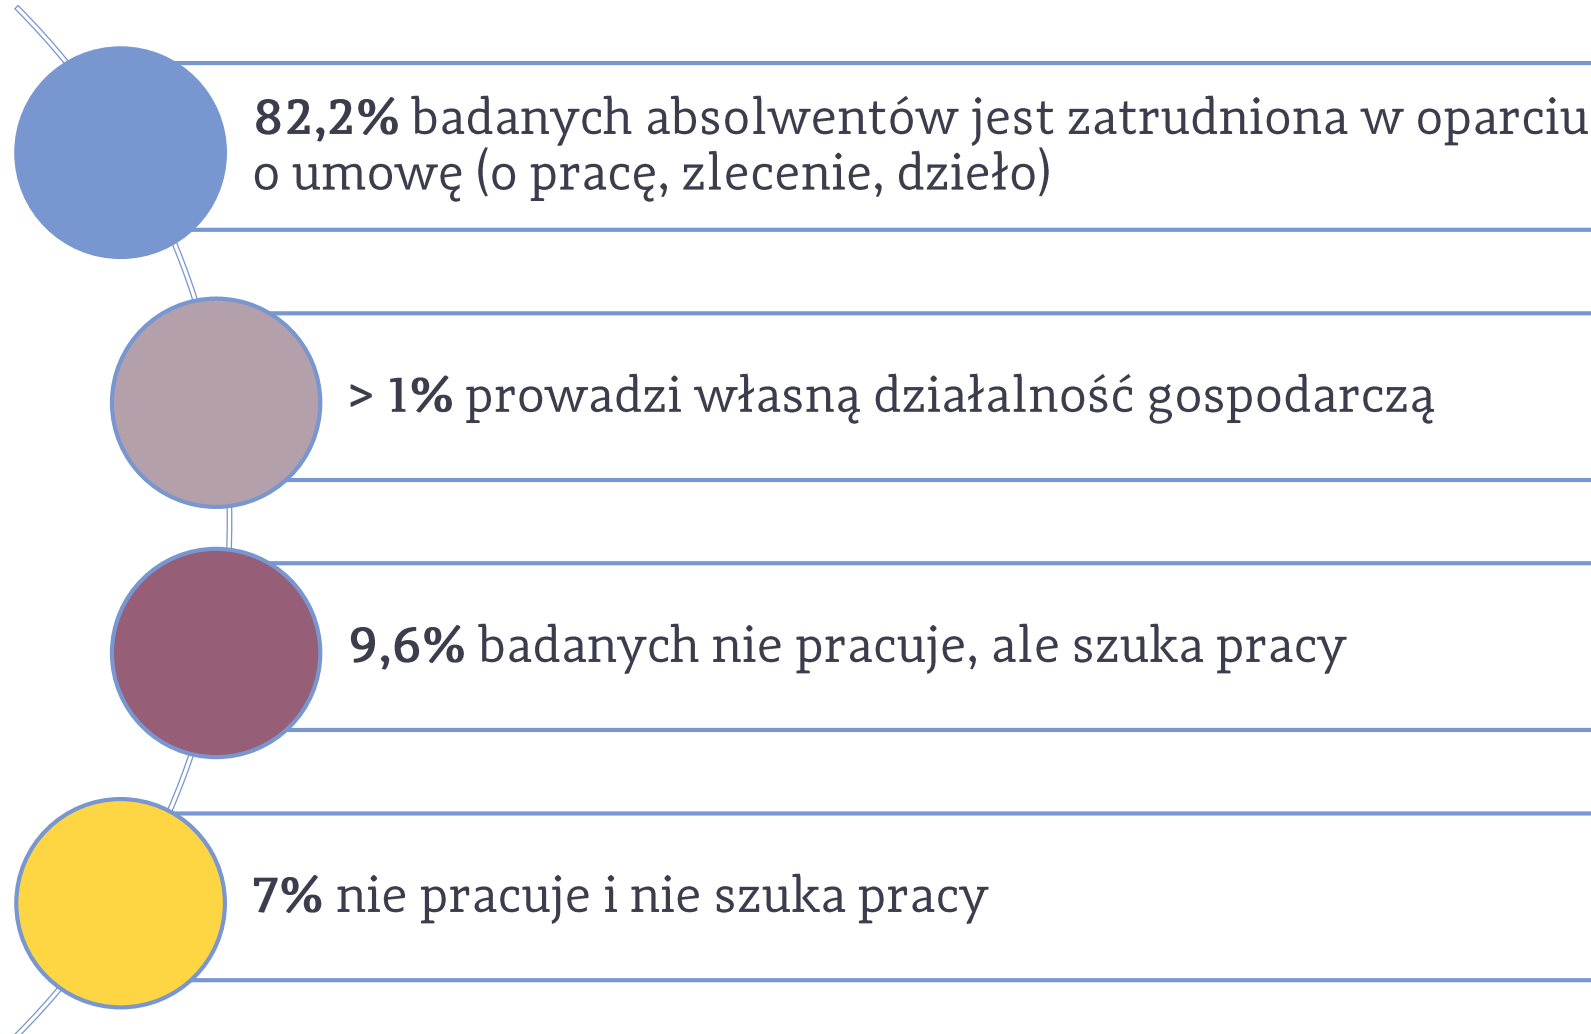 82,2% badanych absolwentów jest zatrudniona w oparciu
o umowę (o pracę, zlecenie, dzieło)
> 1% prowadzi własną działalność gospodarczą
9,6% badanych nie pracuje, ale szuka pracy
7% nie pracuje i nie szuka pracy